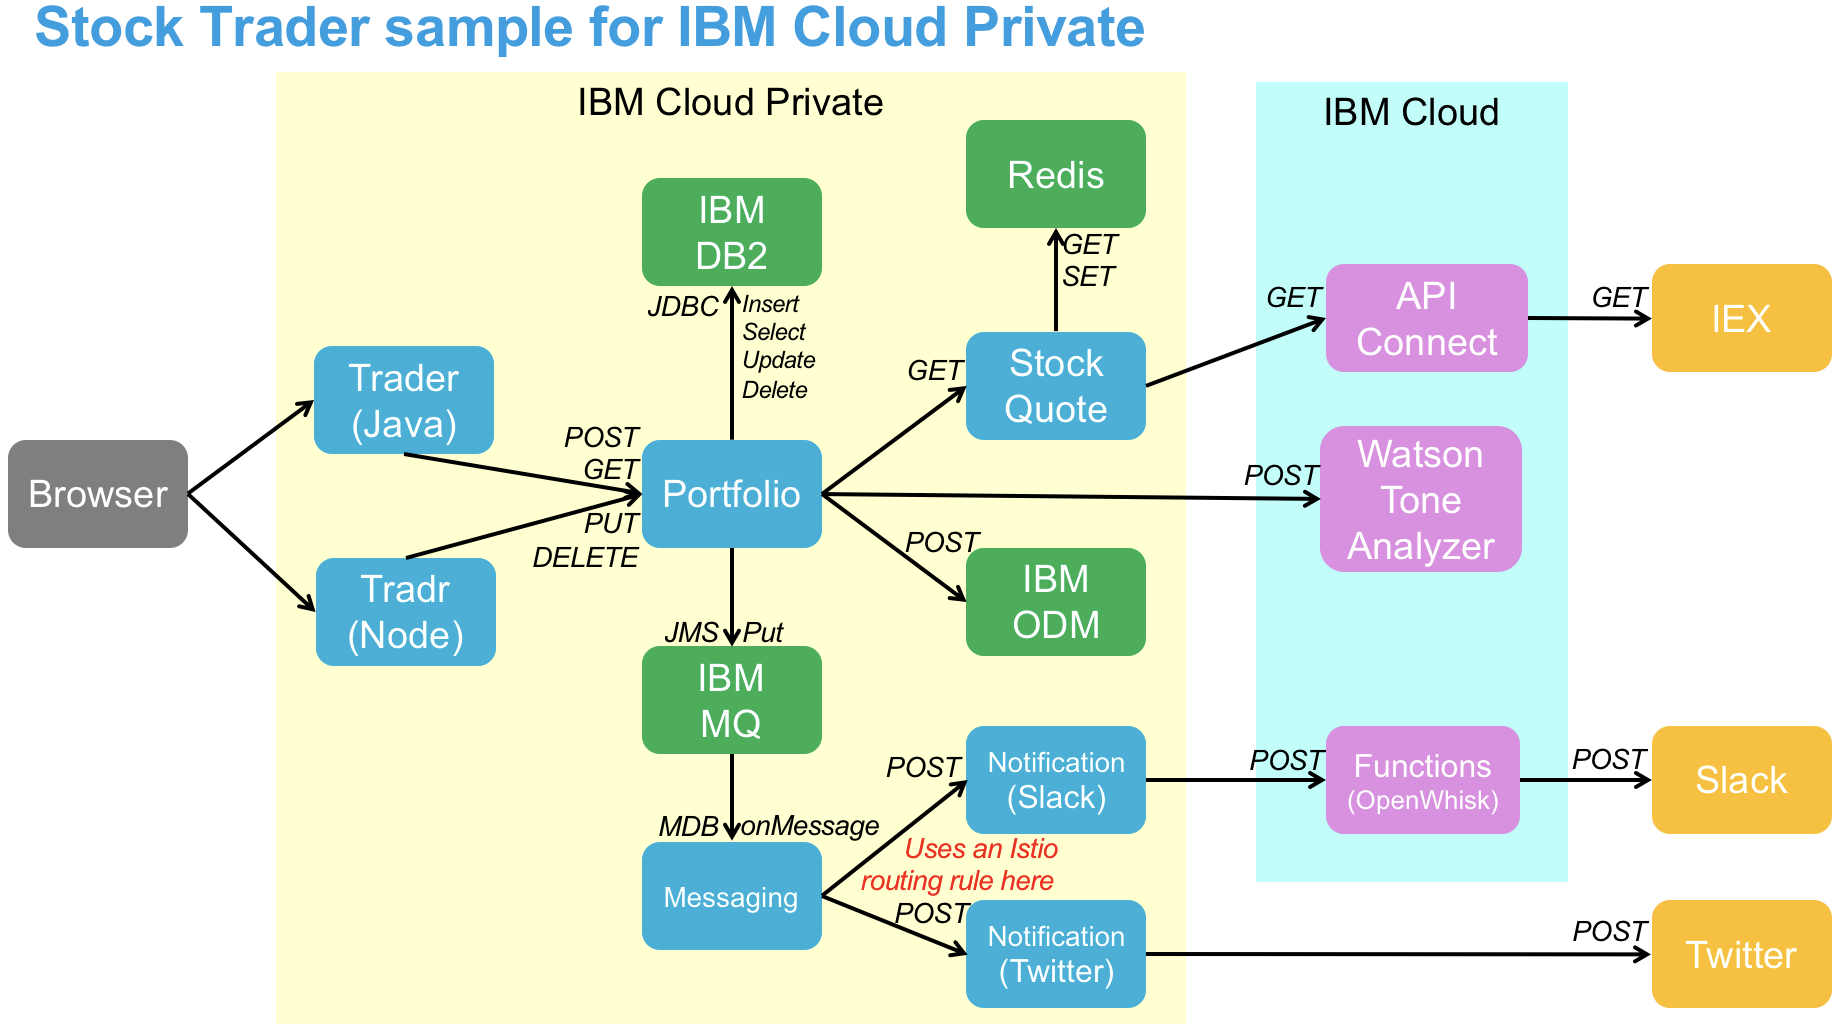 Stock Trader sample for IBM Cloud Private
IBM Cloud Private
IBM Cloud
Redis
IBM
DB2
GET
SET
JDBC
Insert
Select
Update
Delete
GET
API
Connect
GET
IEX
Trader
(Java)
GET
Stock
Quote
Browser
POST
GET
Portfolio
PUT
DELETE
POST
Watson
Tone
Analyzer
Tradr
(Node)
POST
IBM
ODM
JMS
Put
IBM
MQ
MDB
onMessage
Messaging
POST
Notification
(Slack)
POST
Functions
(OpenWhisk)
POST
Slack
Uses an Istio
routing rule here
POST
Notification
(Twitter)
POST
Twitter